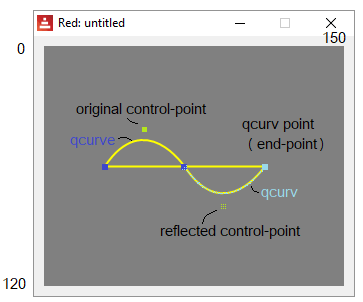 Red: untitled
150
0
original control-point
qcurve
qcurv point
( end-point)
qcurv
reflected control-point
120